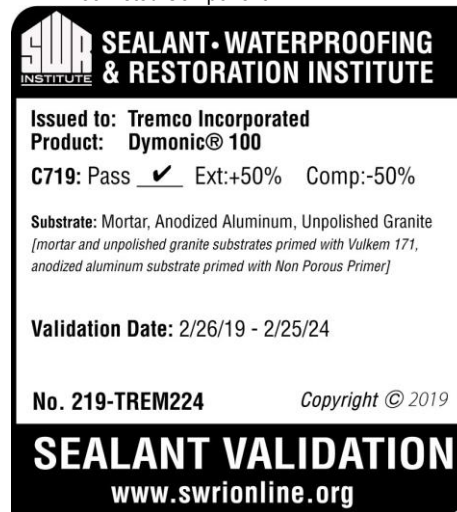 SWR
INSTITUTE
SEALANT • WATERPROOFING
& RESTORATION INSTITUTE
Issued to: Tremco Incorporated
Product: Dymonic® 100
C719: Pass ✔ Ext:+50% Comp:-50%
Substrate: Mortar, Anodized Aluminum, Unpolished Granite
[mortar and unpolished granite substrates primed with Vulkem 171,
anodized aluminum substrate primed with Non Porous Primer]
Validation Date: 2/26/19 - 2/25/24
No. 219-TREM224 Copyright © 2019
SEALANT VALIDATION
www.swrionline.org